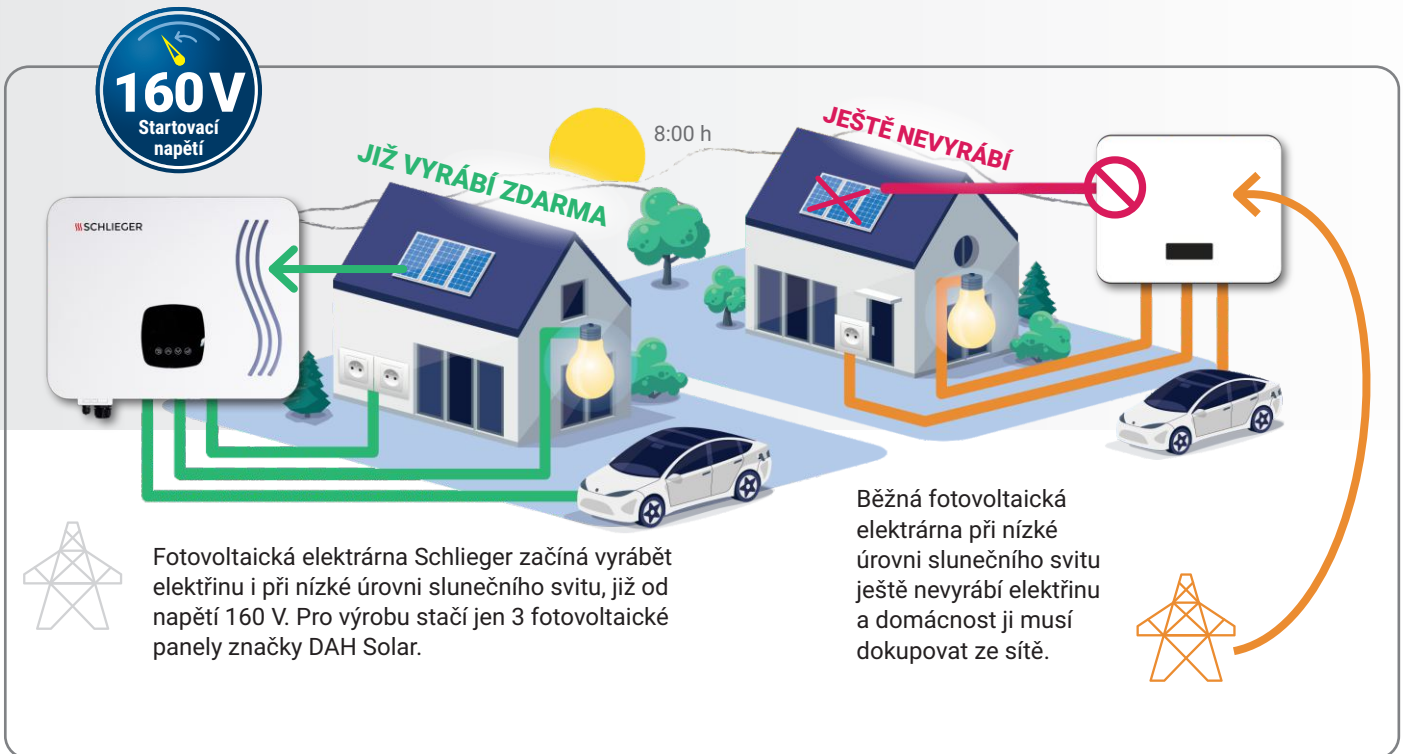 160 V
Startovací
napětí
8:00 h
JIŽ VYRÁBÍ ZDARMA
JEŠTĚ NEVYRÁBÍ
SCHLIEGER
Fotovoltaická elektrárna Schlieger začíná vyrábět
elektřinu i při nízké úrovni slunečního svitu, již od
napětí 160 V. Pro výrobu stačí jen 3 fotovoltaické
panely značky DAH Solar.
Běžná fotovoltaická
elektrárna při nízké
úrovni slunečního svitu
ještě nevyrábí elektřinu
a domácnost ji musí
dokupovat ze sítě.